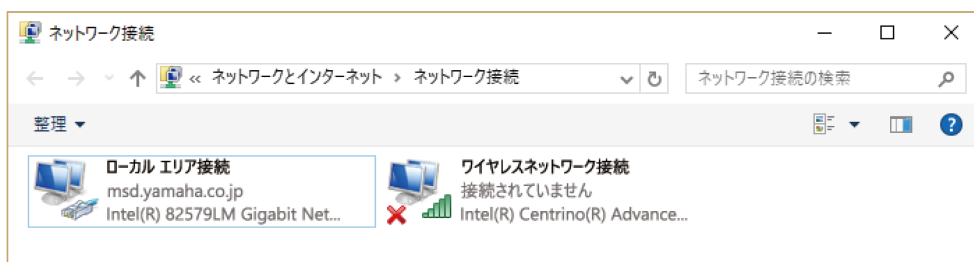 ネットワーク接続
« ネットワークとインターネット › ネットワーク接続
ネットワーク接続の検索
整理
ローカル エリア接続
msd.yamaha.co.jp
Intel(R) 82579LM Gigabit Net...
ワイヤレスネットワーク接続
接続されていません
Intel(R) Centrino(R) Advance...